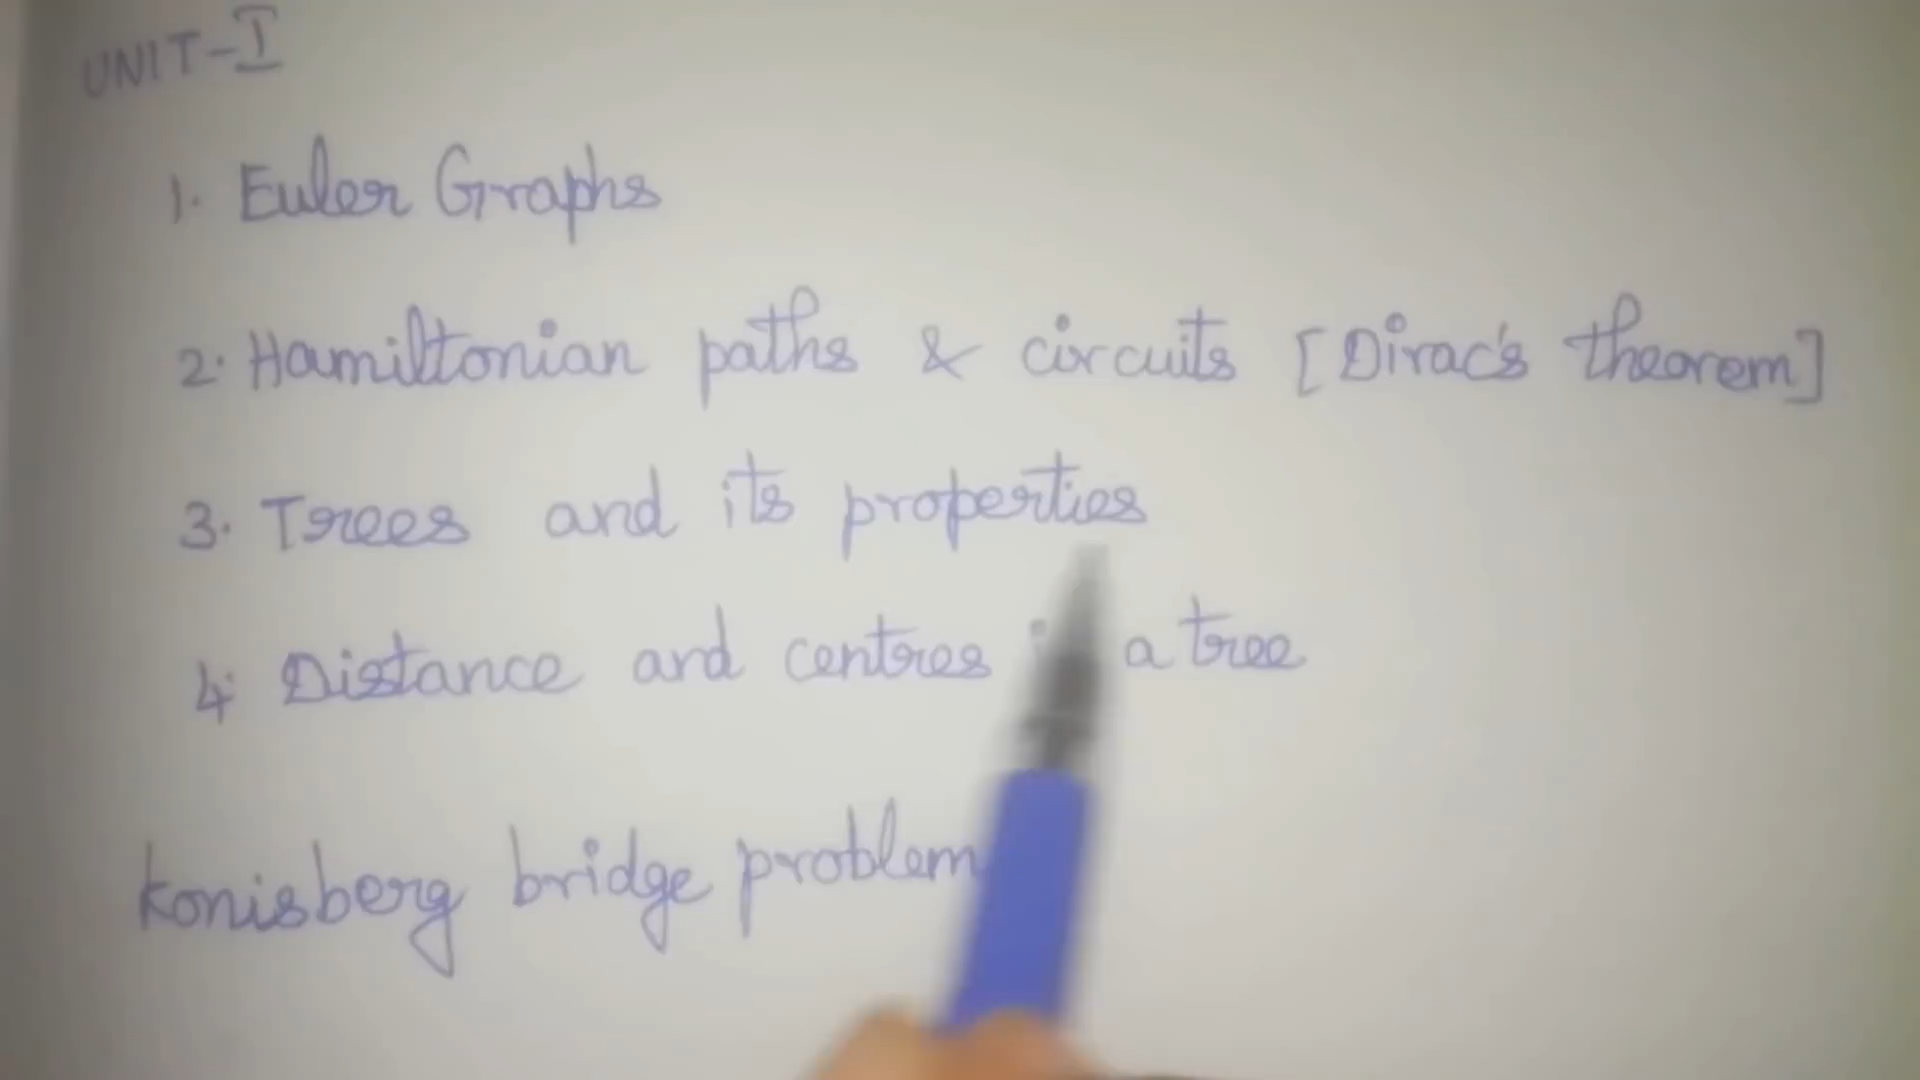 UNIT-I
1. Euler Graphs
2. Hamiltonian paths & circuits [Dirac's theorem]
3. Trees and its properties
4. Distance and centres a tree
konisberg bridge problem